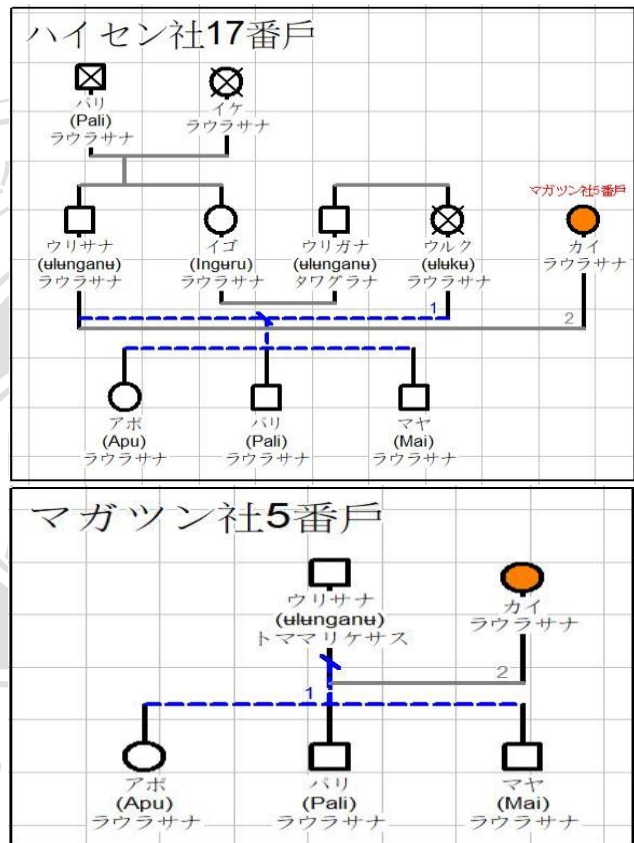 ハイセン社17番戶
パリ
(Pali)
ラウラサナ
イケ
ラウラサナ
マガツン社5番戶
ウリサナ
(ʉlʉnganʉ)
ラウラサナ
イゴ
(Ingʉrʉ)
ラウラサナ
ウリガナ
(ʉlʉnganʉ)
タワグラナ
ウルク
(ʉlʉkʉ)
ラウラサナ
カイ
ラウラサナ
1
2
アボ
(Apu)
ラウラサナ
パリ
(Pali)
ラウラサナ
マヤ
(Mai)
ラウラサナ
マガツン社5番戶
ウリサナ
(ʉlʉnganʉ)
トママリケサス
カイ
ラウラサナ
2
1
アボ
(Apu)
ラウラサナ
パリ
(Pali)
ラウラサナ
マヤ
(Mai)
ラウラサナ